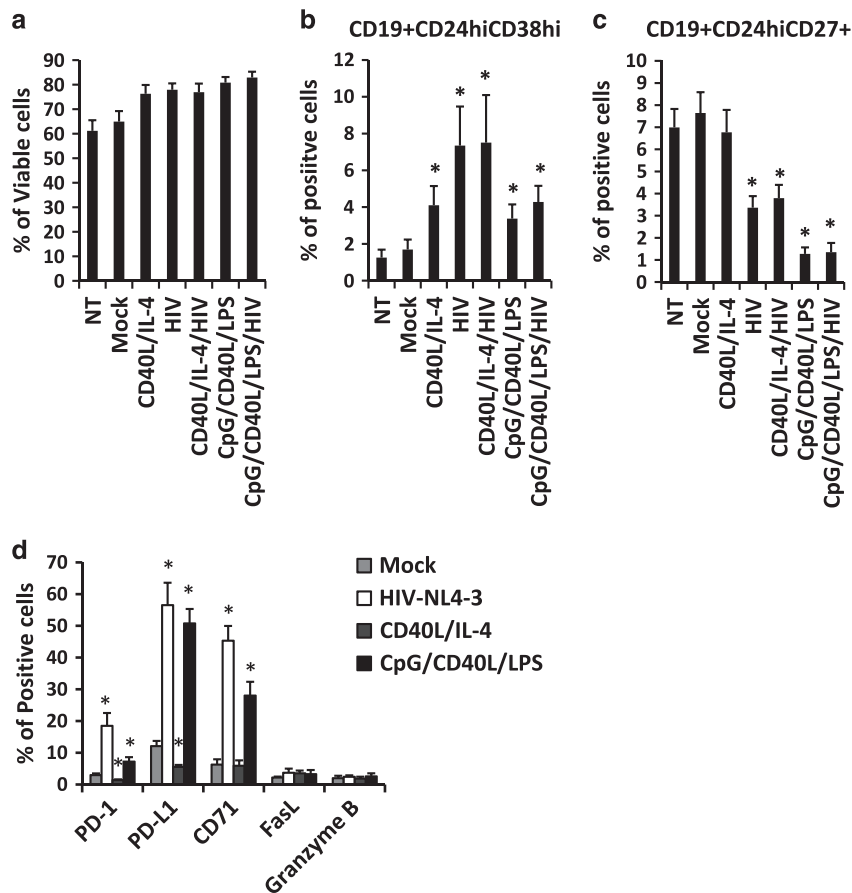 a
% of Viable cells
90
80
70
60
50
40
30
20
10
0
NT
Mock
CD40L/IL-4
HIV
CD40L/IL-4/HIV
CpG/CD40L/LPS
CpG/CD40L/LPS/HIV
b
CD19+CD24hiCD38hi
% of posiitve cells
12
10
8
6
4
2
0
* * * * *
NT
Mock
CD40L/IL-4
HIV
CD40L/IL-4/HIV
CpG/CD40L/LPS
CpG/CD40L/LPS/HIV
c
CD19+CD24hiCD27+
% of positive cells
10
9
8
7
6
5
4
3
2
1
0
* * * *
NT
Mock
CD40L/IL-4
HIV
CD40L/IL-4/HIV
CpG/CD40L/LPS
CpG/CD40L/LPS/HIV
d
% of Positive cells
70
60
50
40
30
20
10
0
* * * * * * * *
PD-1
PD-L1
CD71
FasL
Granzyme B
Mock
HIV-NL4-3
CD40L/IL-4
CpG/CD40L/LPS